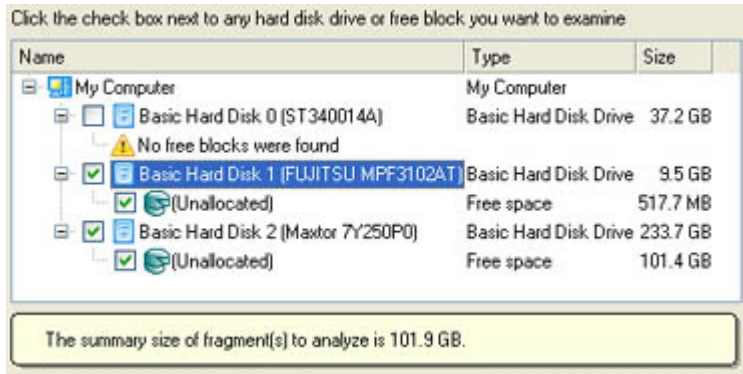 Click the check box next to any hard disk drive or free block you want to examine
Name Type Size
My Computer My Computer
Basic Hard Disk 0 (ST340014A) Basic Hard Disk Drive 37.2 GB
No free blocks were found
Basic Hard Disk 1 (FUJITSU MPF3102AT) Basic Hard Disk Drive 9.5 GB
(Unallocated) Free space 517.7 MB
Basic Hard Disk 2 (Maxtor 7Y250P0) Basic Hard Disk Drive 233.7 GB
(Unallocated) Free space 101.4 GB
The summary size of fragment(s) to analyze is 101.9 GB.